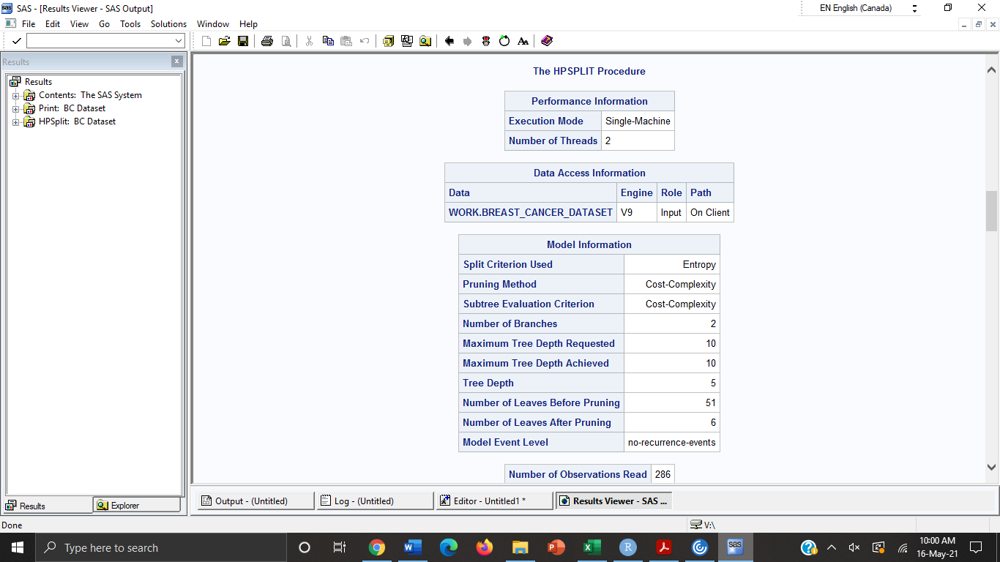 SAS - [Results Viewer - SAS Output]
EN English (Canada)
File Edit View Go Tools Solutions Window Help
Results
Results
Contents: The SAS System
Print: BC Dataset
HPSplit: BC Dataset
The HPSPLIT Procedure
Performance Information
Execution Mode Single-Machine
Number of Threads 2
Data Access Information
Data Engine Role Path
WORK.BREAST_CANCER_DATASET V9 Input On Client
Model Information
Split Criterion Used Entropy
Pruning Method Cost-Complexity
Subtree Evaluation Criterion Cost-Complexity
Number of Branches 2
Maximum Tree Depth Requested 10
Maximum Tree Depth Achieved 10
Tree Depth 5
Number of Leaves Before Pruning 51
Number of Leaves After Pruning 6
Model Event Level no-recurrence-events
Number of Observations Read 286
Results Explorer
Output - (Untitled) Log - (Untitled) Editor - Untitled1 * Results Viewer - SAS ...
Done
V:\
Type here to search
10:00 AM
16-May-21